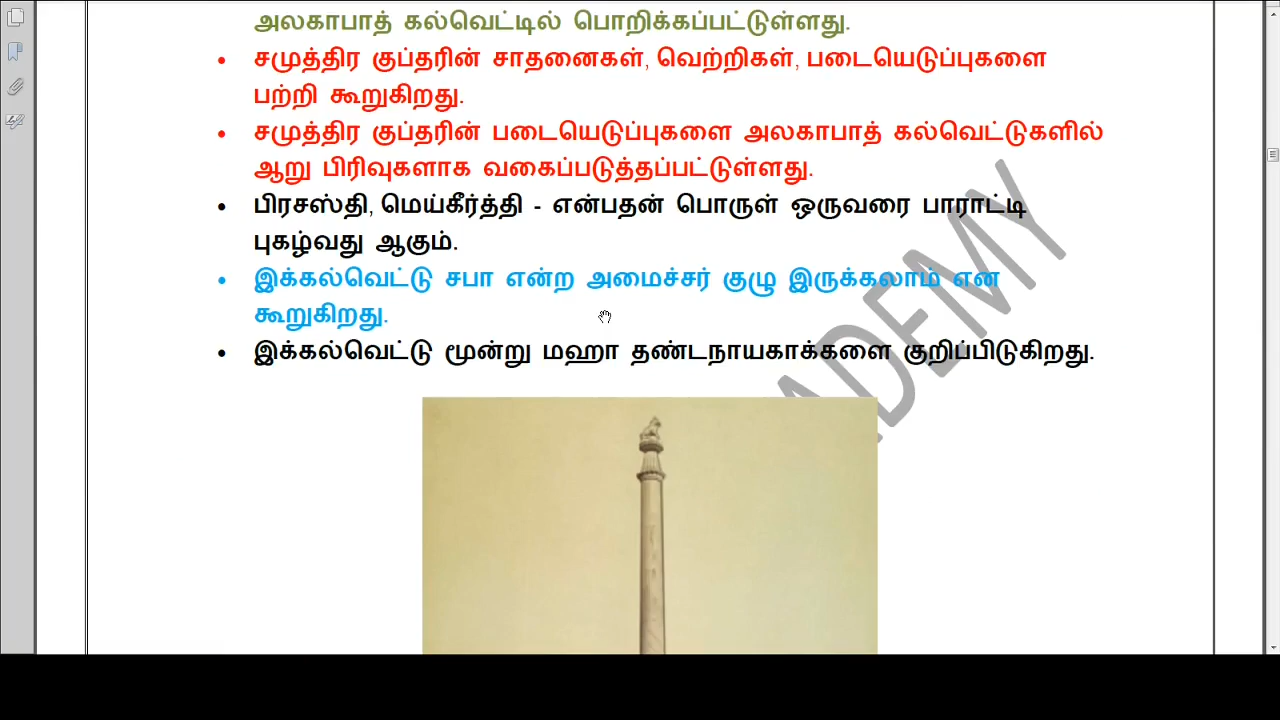 அலகாபாத் கல்வெட்டில் பொறிக்கப்பட்டுள்ளது.
• சமுத்திர குப்தரின் சாதனைகள், வெற்றிகள், படையெடுப்புகளை
பற்றி கூறுகிறது.
• சமுத்திர குப்தரின் படையெடுப்புகளை அலகாபாத் கல்வெட்டுகளில்
ஆறு பிரிவுகளாக வகைப்படுத்தப்பட்டுள்ளது.
• பிரசஸ்தி, மெய்கீர்த்தி - என்பதன் பொருள் ஒருவரை பாராட்டி
புகழ்வது ஆகும்.
• இக்கல்வெட்டு சபா என்ற அமைச்சர் குழு இருக்கலாம் என
கூறுகிறது.
• இக்கல்வெட்டு மூன்று மஹா தண்டநாயகாக்களை குறிப்பிடுகிறது.
ADEMY